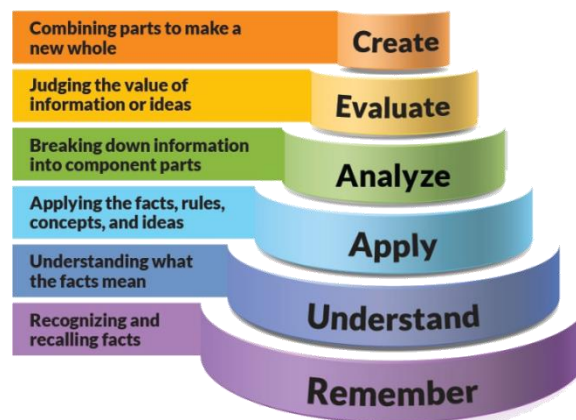 Combining parts to make a
new whole
Create
Judging the value of
information or ideas
Evaluate
Breaking down information
into component parts
Analyze
Applying the facts, rules,
concepts, and ideas
Apply
Understanding what
the facts mean
Understand
Recognizing and
recalling facts
Remember